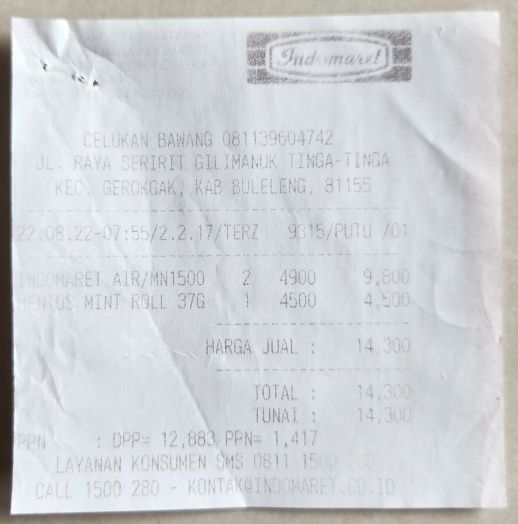 Indomaret
CELUKAN BAWANG 081139604742
JL. RAYA SERIRIT GILIMANUK TINGA-TINGA
KEC. GEROKGAK, KAB BULELENG, 81155
22.08.22-07:55/2.2.17/TERZ 9315/PUTU /01
INDOMARET AIR/MN1500 2 4900 9,800
MENTOS MINT ROLL 37G 1 4500 4,500
HARGA JUAL : 14,300
TOTAL : 14,300
TUNAI : 14,300
PPN : DPP= 12,883 PPN= 1,417
LAYANAN KONSUMEN SMS 0811 1500 280
CALL 1500 280 - KONTAK@INDOMARET.CO.ID